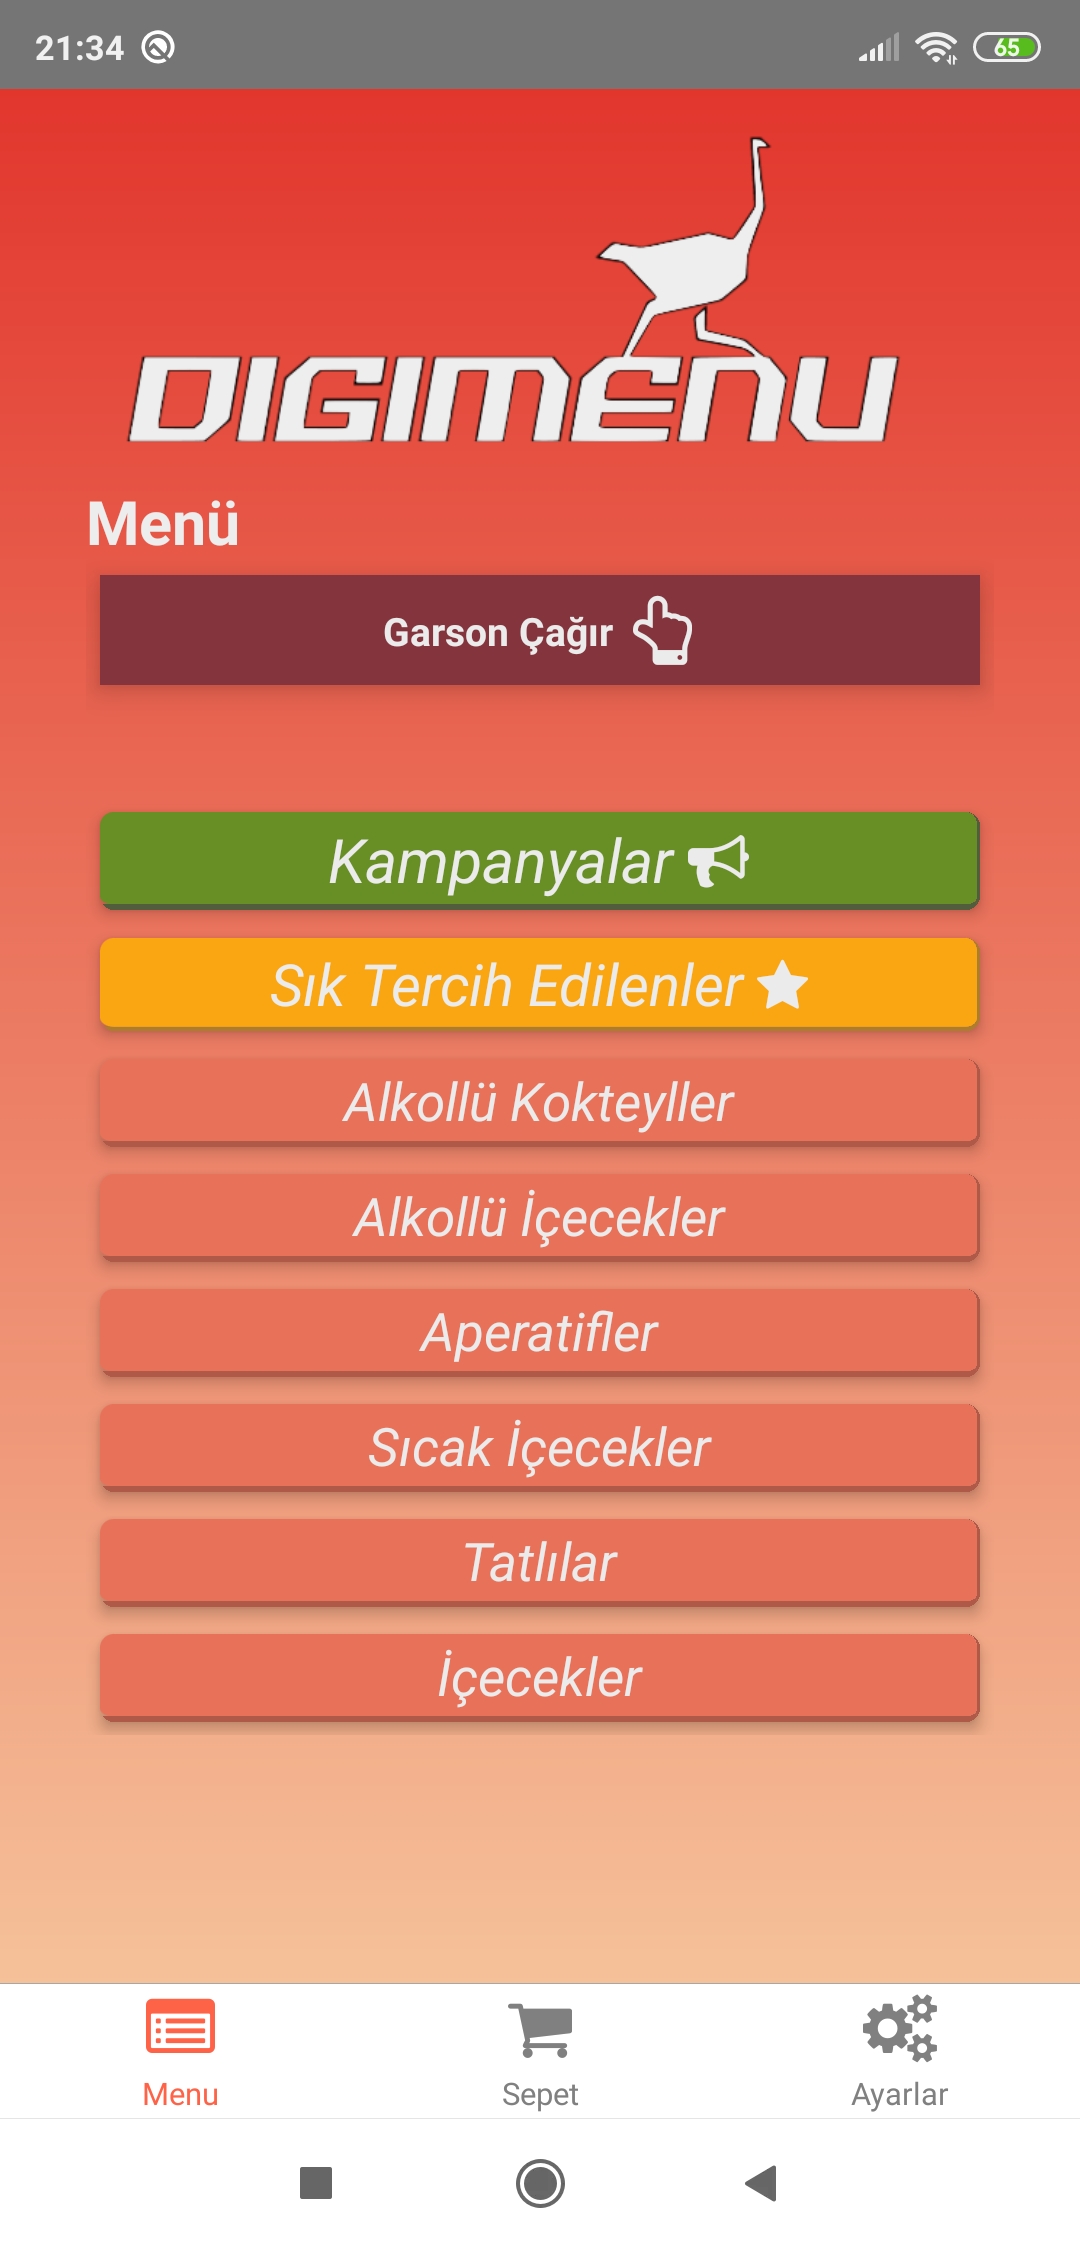 21:34
65
DIGIMENU
Menü
Garson Çağır
Kampanyalar
Sık Tercih Edilenler
Alkollü Kokteyller
Alkollü İçecekler
Aperatifler
Sıcak İçecekler
Tatlılar
İçecekler
Menu
Sepet
Ayarlar